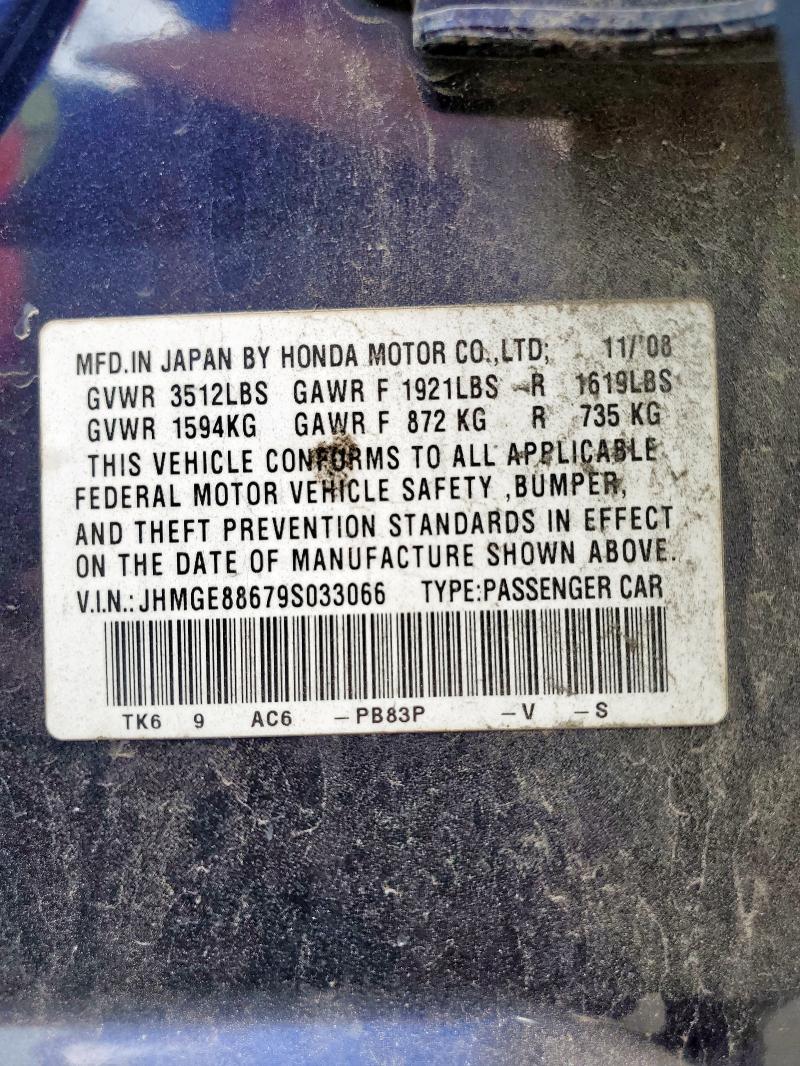 MFD.IN JAPAN BY HONDA MOTOR CO.,LTD; 11/'08
GVWR 3512LBS GAWR F 1921LBS R 1619LBS
GVWR 1594KG GAWR F 872 KG R 735 KG
THIS VEHICLE CONFORMS TO ALL APPLICABLE
FEDERAL MOTOR VEHICLE SAFETY ,BUMPER,
AND THEFT PREVENTION STANDARDS IN EFFECT
ON THE DATE OF MANUFACTURE SHOWN ABOVE.
V.I.N.: JHMGE88679S033066 TYPE:PASSENGER CAR
TK6 9 AC6 -PB83P -V -S